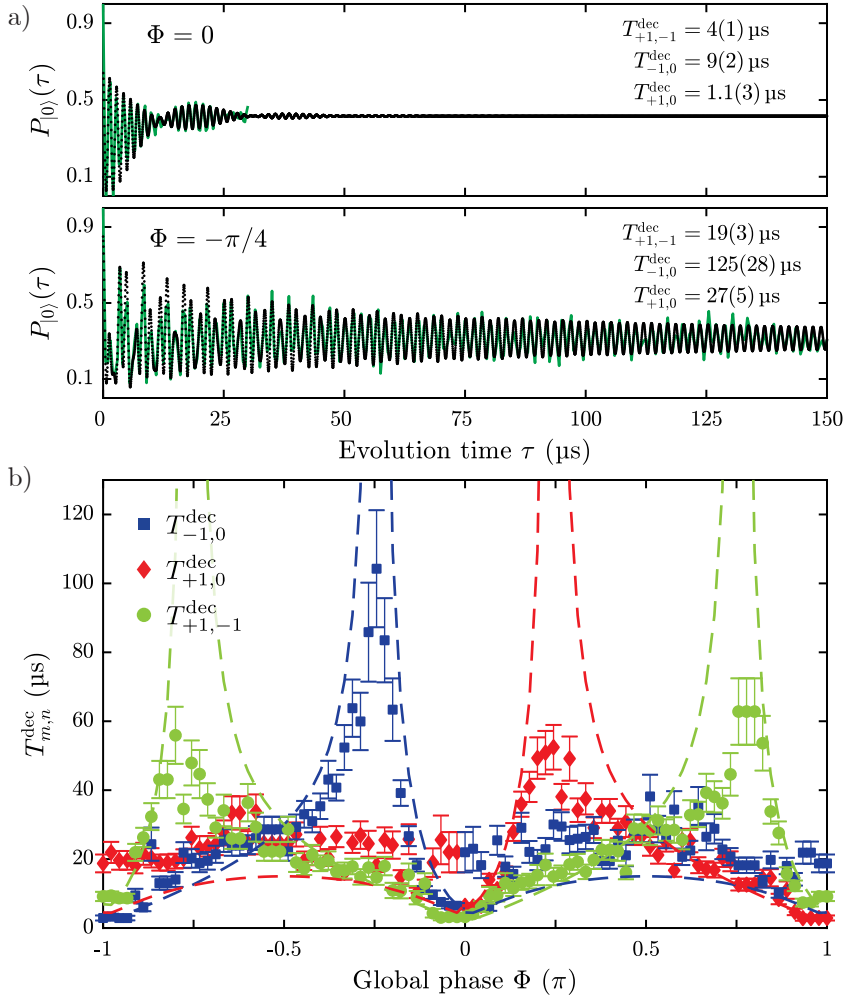 a)
0.9
0.5
0.1
P|0⟩(τ)
Φ = 0
T^dec_{+1,−1} = 4(1) µs
T^dec_{−1,0} = 9(2) µs
T^dec_{+1,0} = 1.1(3) µs
0.9
0.5
0.1
P|0⟩(τ)
Φ = −π/4
T^dec_{+1,−1} = 19(3) µs
T^dec_{−1,0} = 125(28) µs
T^dec_{+1,0} = 27(5) µs
0 25 50 75 100 125 150
Evolution time τ (µs)
b)
120
100
80
60
40
20
0
T^dec_{m,n} (µs)
T^dec_{−1,0}
T^dec_{+1,0}
T^dec_{+1,−1}
-1 -0.5 0 0.5 1
Global phase Φ (π)